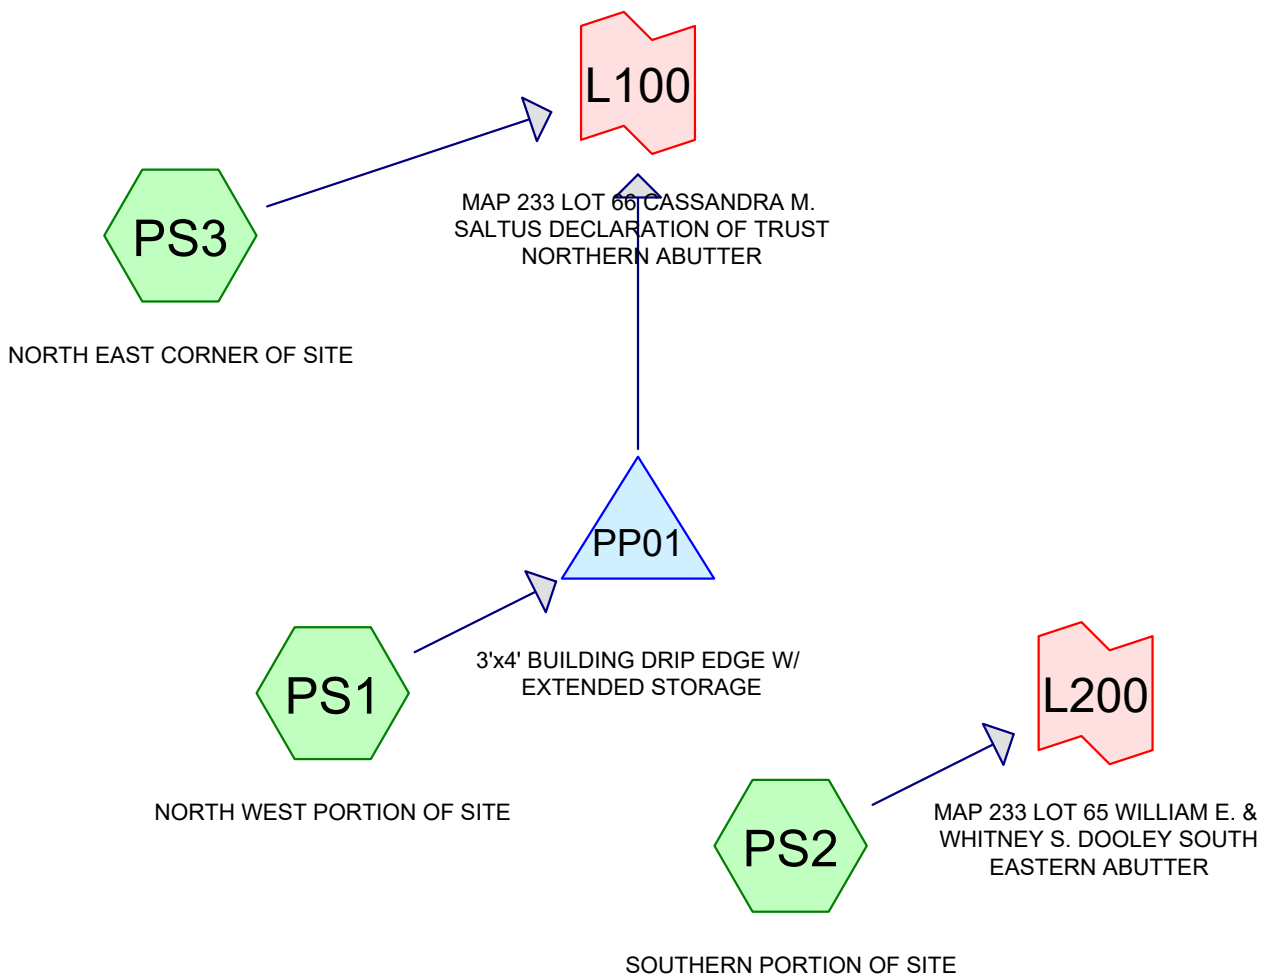 L100
MAP 233 LOT 66 CASSANDRA M.
SALTUS DECLARATION OF TRUST
NORTHERN ABUTTER
PS3
NORTH EAST CORNER OF SITE
PP01
3'x4' BUILDING DRIP EDGE W/
EXTENDED STORAGE
PS1
NORTH WEST PORTION OF SITE
L200
MAP 233 LOT 65 WILLIAM E. &
WHITNEY S. DOOLEY SOUTH
EASTERN ABUTTER
PS2
SOUTHERN PORTION OF SITE